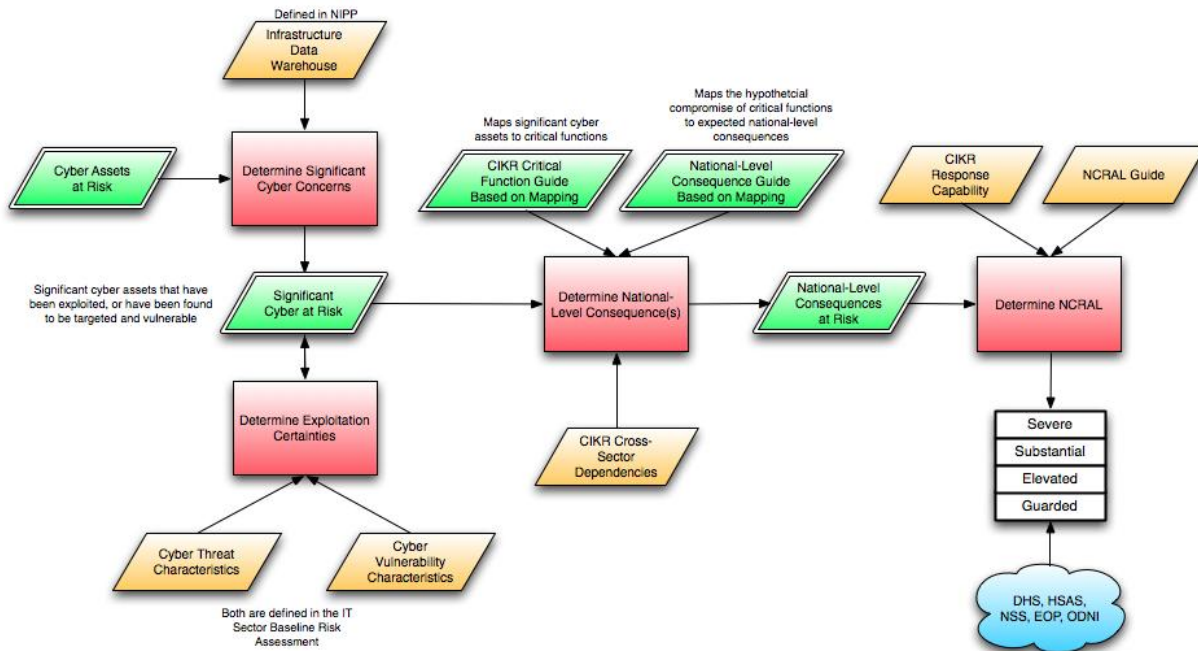 Defined in NIPP
Infrastructure
Data
Warehouse
Cyber Assets
at Risk
Determine Significant
Cyber Concerns
Maps significant cyber
assets to critical functions
CIKR Critical
Function Guide
Based on Mapping
Maps the hypothetcial
compromise of critical functions
to expected national-level
consequences
National-Level
Consequence Guide
Based on Mapping
CIKR
Response
Capability
NCRAL Guide
Significant cyber assets that have
been exploited, or have been found
to be targeted and vulnerable
Significant
Cyber at Risk
Determine National-
Level Consequence(s)
National-Level
Consequences
at Risk
Determine NCRAL
Determine Exploitation
Certainties
CIKR Cross-
Sector
Dependencies
Severe
Substantial
Elevated
Guarded
Cyber Threat
Characteristics
Cyber
Vulnerability
Characteristics
Both are defined in the IT
Sector Baseline Risk
Assessment
DHS, HSAS,
NSS, EOP, ODNI